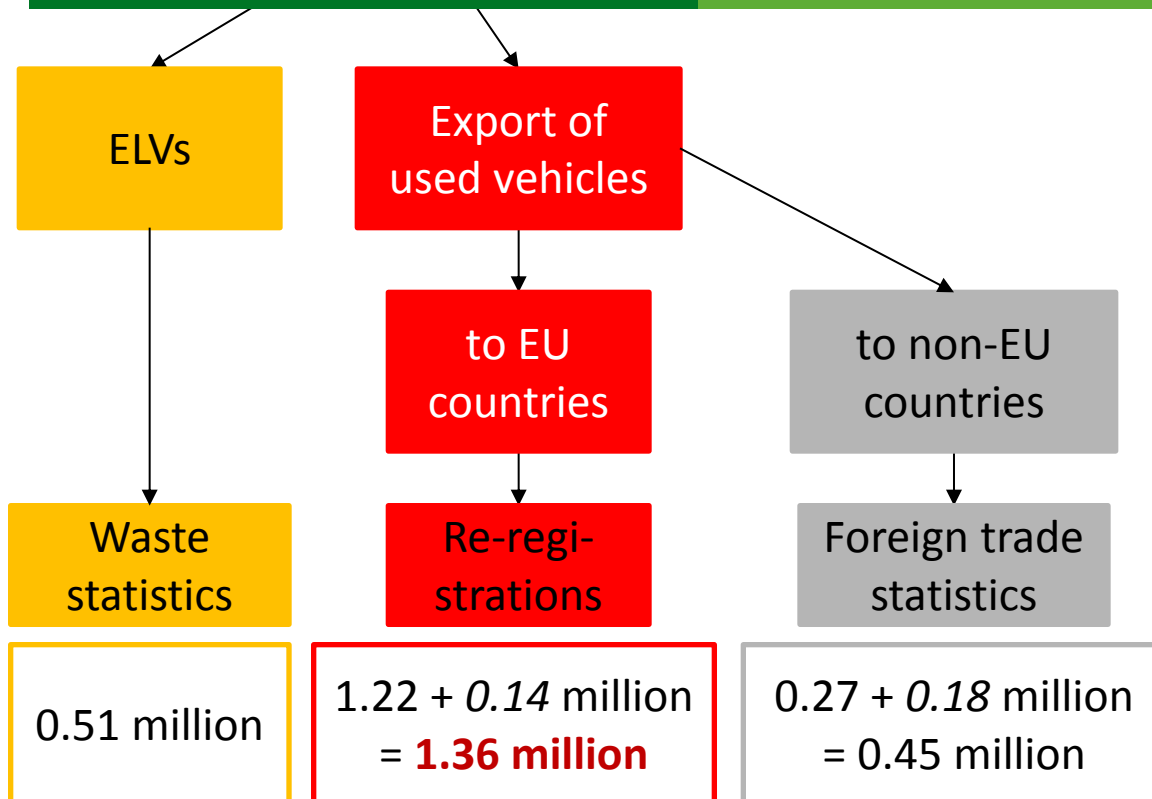 ELVs
Export of
used vehicles
to EU
countries
to non-EU
countries
Waste
statistics
Re-regi-
strations
Foreign trade
statistics
0.51 million
1.22 + 0.14 million
= 1.36 million
0.27 + 0.18 million
= 0.45 million